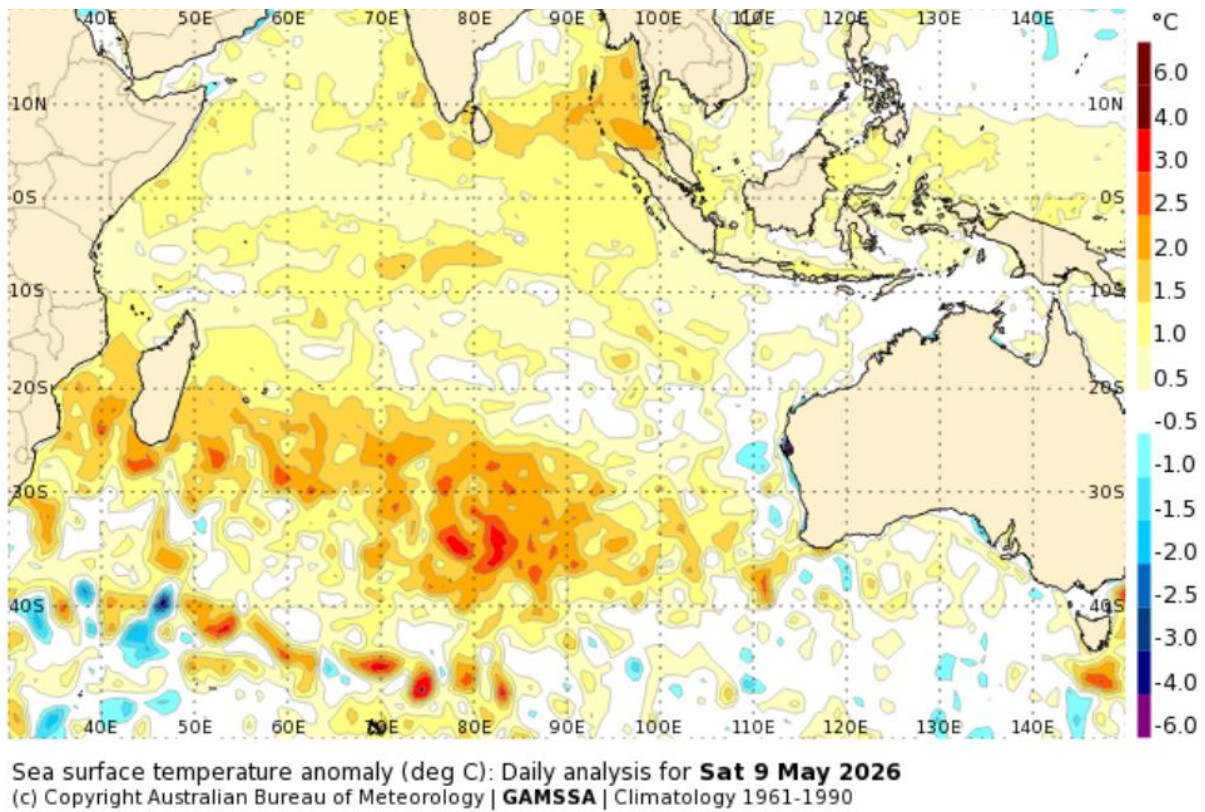 40E 50E 60E 70E 80E 90E 100E 110E 120E 130E 140E
°C
6.0
10N 10N
4.0
3.0
0S 0S
2.5
2.0
10S 10S
1.5
1.0
20S 20S
0.5
-0.5
-1.0
30S 30S
-1.5
-2.0
40S 40S
-2.5
-3.0
-4.0
40E 50E 60E 70E 80E 90E 100E 110E 120E 130E 140E
-6.0
Sea surface temperature anomaly (deg C): Daily analysis for Sat 9 May 2026
(c) Copyright Australian Bureau of Meteorology | GAMSSA | Climatology 1961-1990